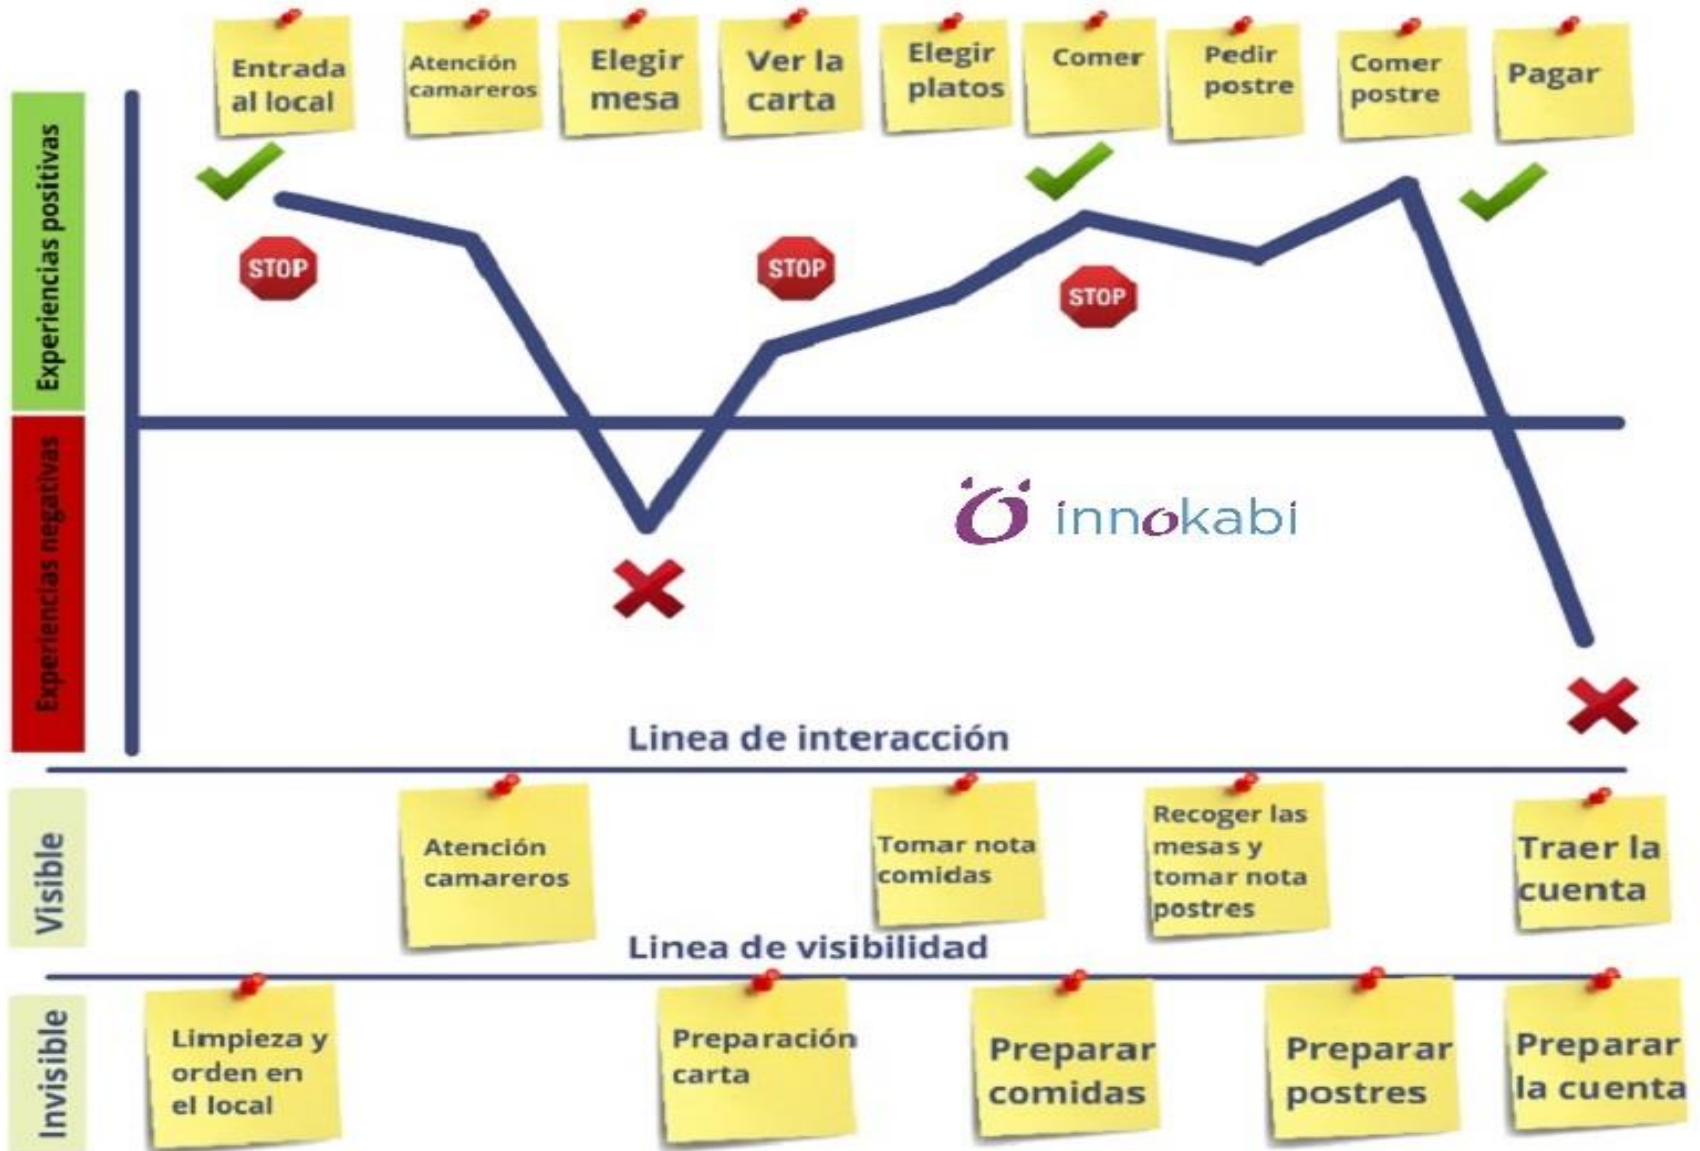 Entrada
al local
Atención
camareros
Elegir
mesa
Ver la
carta
Elegir
platos
Comer
Pedir
postre
Comer
postre
Pagar
Experiencias positivas
STOP
STOP
STOP
Experiencias negativas
innokabi
Linea de interacción
Visible
Atención
camareros
Tomar nota
comidas
Recoger las
mesas y
tomar nota
postres
Traer la
cuenta
Linea de visibilidad
Invisible
Limpieza y
orden en
el local
Preparación
carta
Preparar
comidas
Preparar
postres
Preparar
la cuenta